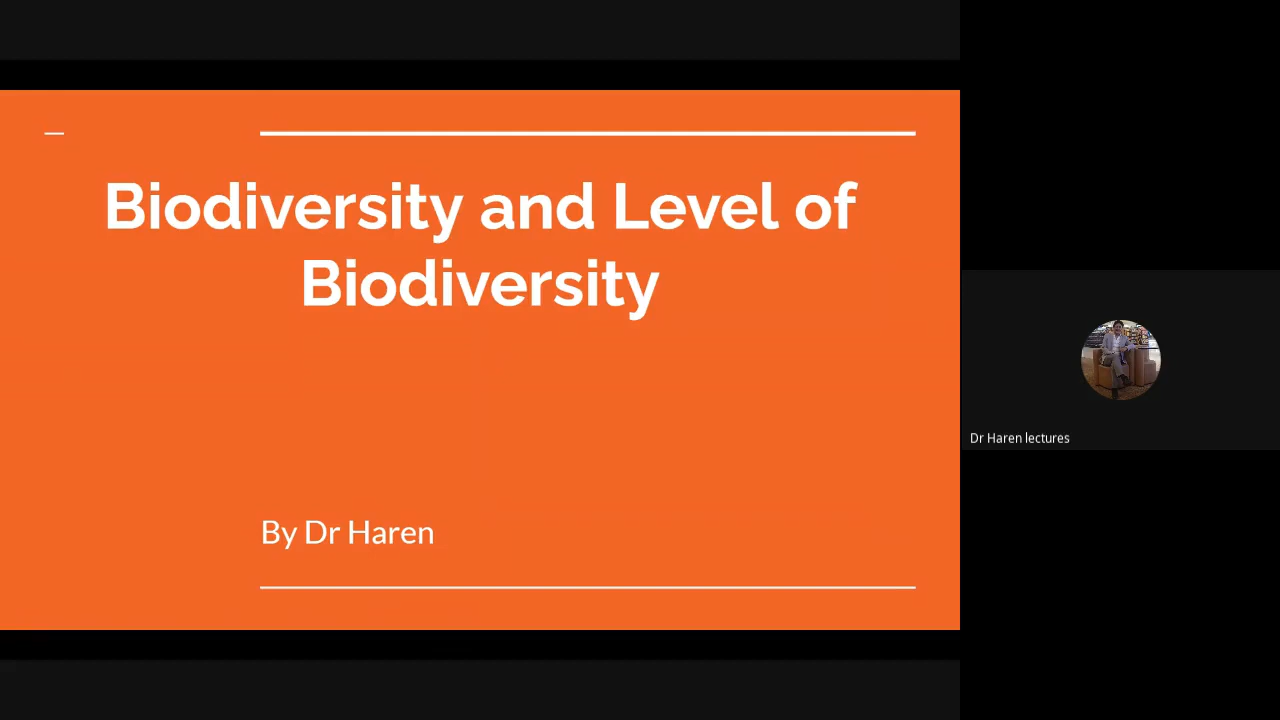 Biodiversity and Level of
Biodiversity
By Dr Haren
Dr Haren lectures